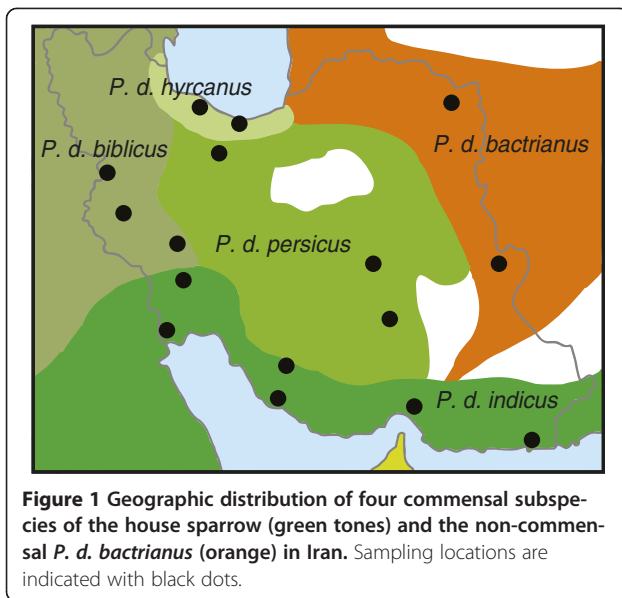 P. d. hyrcanus
P. d. biblicus
P. d. bactrianus
P. d. persicus
P. d. indicus
Figure 1 Geographic distribution of four commensal subspe-
cies of the house sparrow (green tones) and the non-commen-
sal P. d. bactrianus (orange) in Iran. Sampling locations are
indicated with black dots.